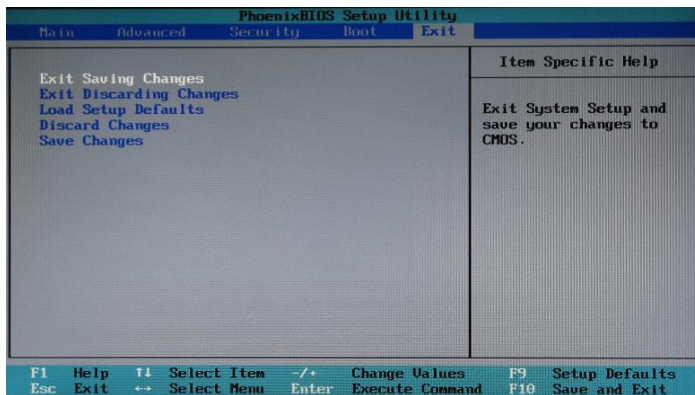 PhoenixBIOS Setup Utility
Main Advanced Security Boot Exit
Item Specific Help
Exit Saving Changes
Exit Discarding Changes
Load Setup Defaults
Discard Changes
Save Changes
Exit System Setup and
save your changes to
CMOS.
F1 Help ↑↓ Select Item -/+ Change Values F9 Setup Defaults
Esc Exit ↔ Select Menu Enter Execute Command F10 Save and Exit